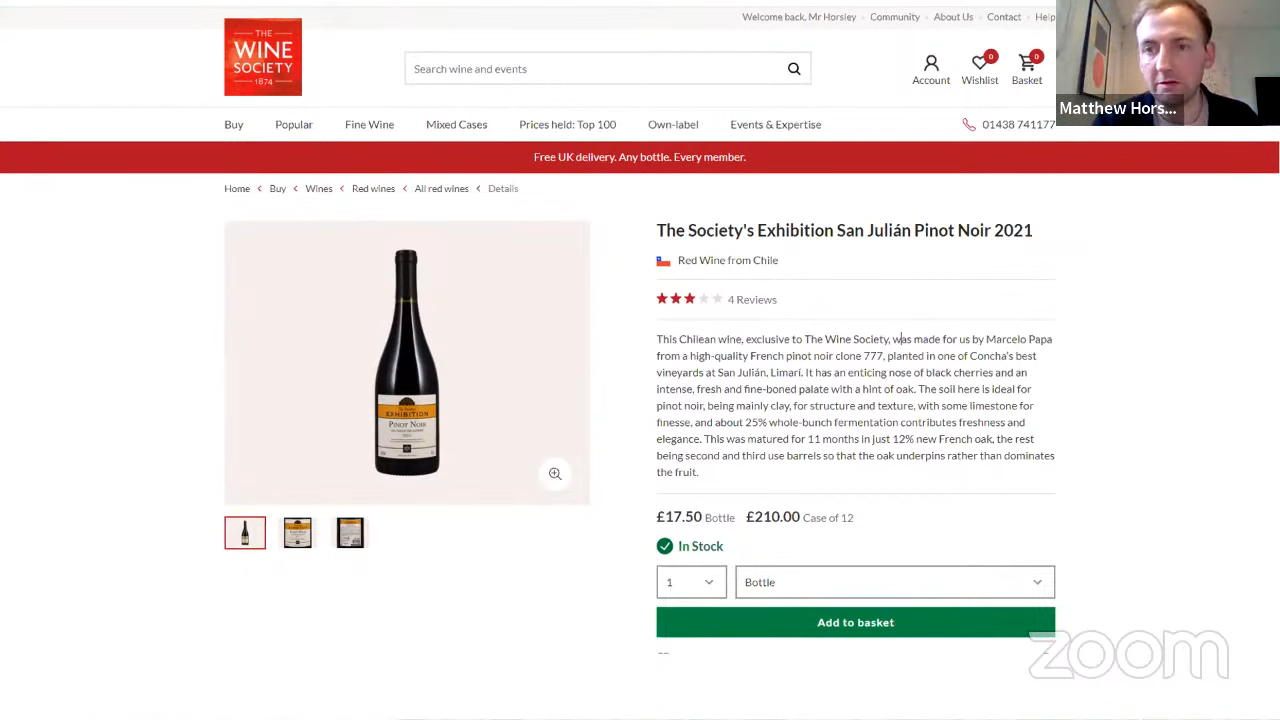 Welcome back, Mr Horsley Community About Us Contact Help
THE
WINE
SOCIETY
1874
Search wine and events
0
0
Account Wishlist Basket
Matthew Hors...
Buy Popular Fine Wine Mixed Cases Prices held: Top 100 Own-label Events & Expertise 01438 741177
Free UK delivery. Any bottle. Every member.
Home < Buy < Wines < Red wines < All red wines < Details
The Society's Exhibition San Julián Pinot Noir 2021
Red Wine from Chile
4 Reviews
This Chilean wine, exclusive to The Wine Society, was made for us by Marcelo Papa
from a high-quality French pinot noir clone 777, planted in one of Concha's best
vineyards at San Julián, Limarí. It has an enticing nose of black cherries and an
intense, fresh and fine-boned palate with a hint of oak. The soil here is ideal for
pinot noir, being mainly clay, for structure and texture, with some limestone for
finesse, and about 25% whole-bunch fermentation contributes freshness and
elegance. This was matured for 11 months in just 12% new French oak, the rest
being second and third use barrels so that the oak underpins rather than dominates
the fruit.
EXHIBITION
PINOT NOIR
£17.50 Bottle £210.00 Case of 12
In Stock
1 Bottle
Add to basket
zoom